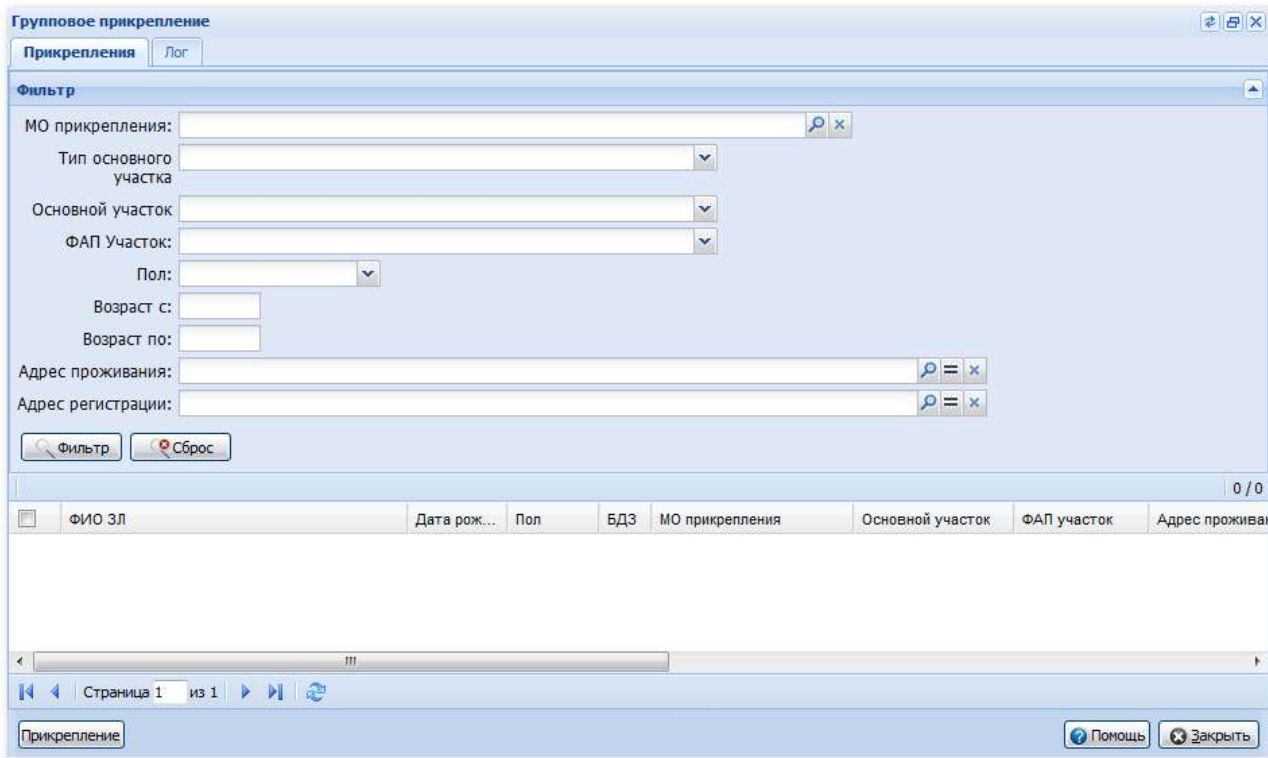 Групповое прикрепление
Прикрепления Лог
Фильтр
МО прикрепления:
Тип основного
участка
Основной участок
ФАП Участок:
Пол:
Возраст с:
Возраст по:
Адрес проживания:
Адрес регистрации:
Фильтр Сброс
0 / 0
ФИО ЗЛ Дата рож... Пол БДЗ МО прикрепления Основной участок ФАП участок Адрес прожива
Страница 1 из 1
Прикрепление Помощь Закрыть